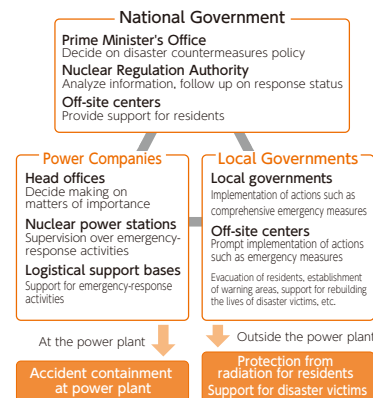 National Government
Prime Minister's Office
Decide on disaster countermeasures policy
Nuclear Regulation Authority
Analyze information, follow up on response status
Off-site centers
Provide support for residents
Power Companies
Head offices
Decide making on
matters of importance
Nuclear power stations
Supervision over emergency-
response activities
Logistical support bases
Support for emergency-response
activities
Local Governments
Local governments
Implementation of actions such as
comprehensive emergency measures
Off-site centers
Prompt implementation of actions
such as emergency measures
Evacuation of residents, establishment
of warning areas, support for rebuilding
the lives of disaster victims, etc.
At the power plant
Outside the power plant
Accident containment
at power plant
Protection from
radiation for residents
Support for disaster victims